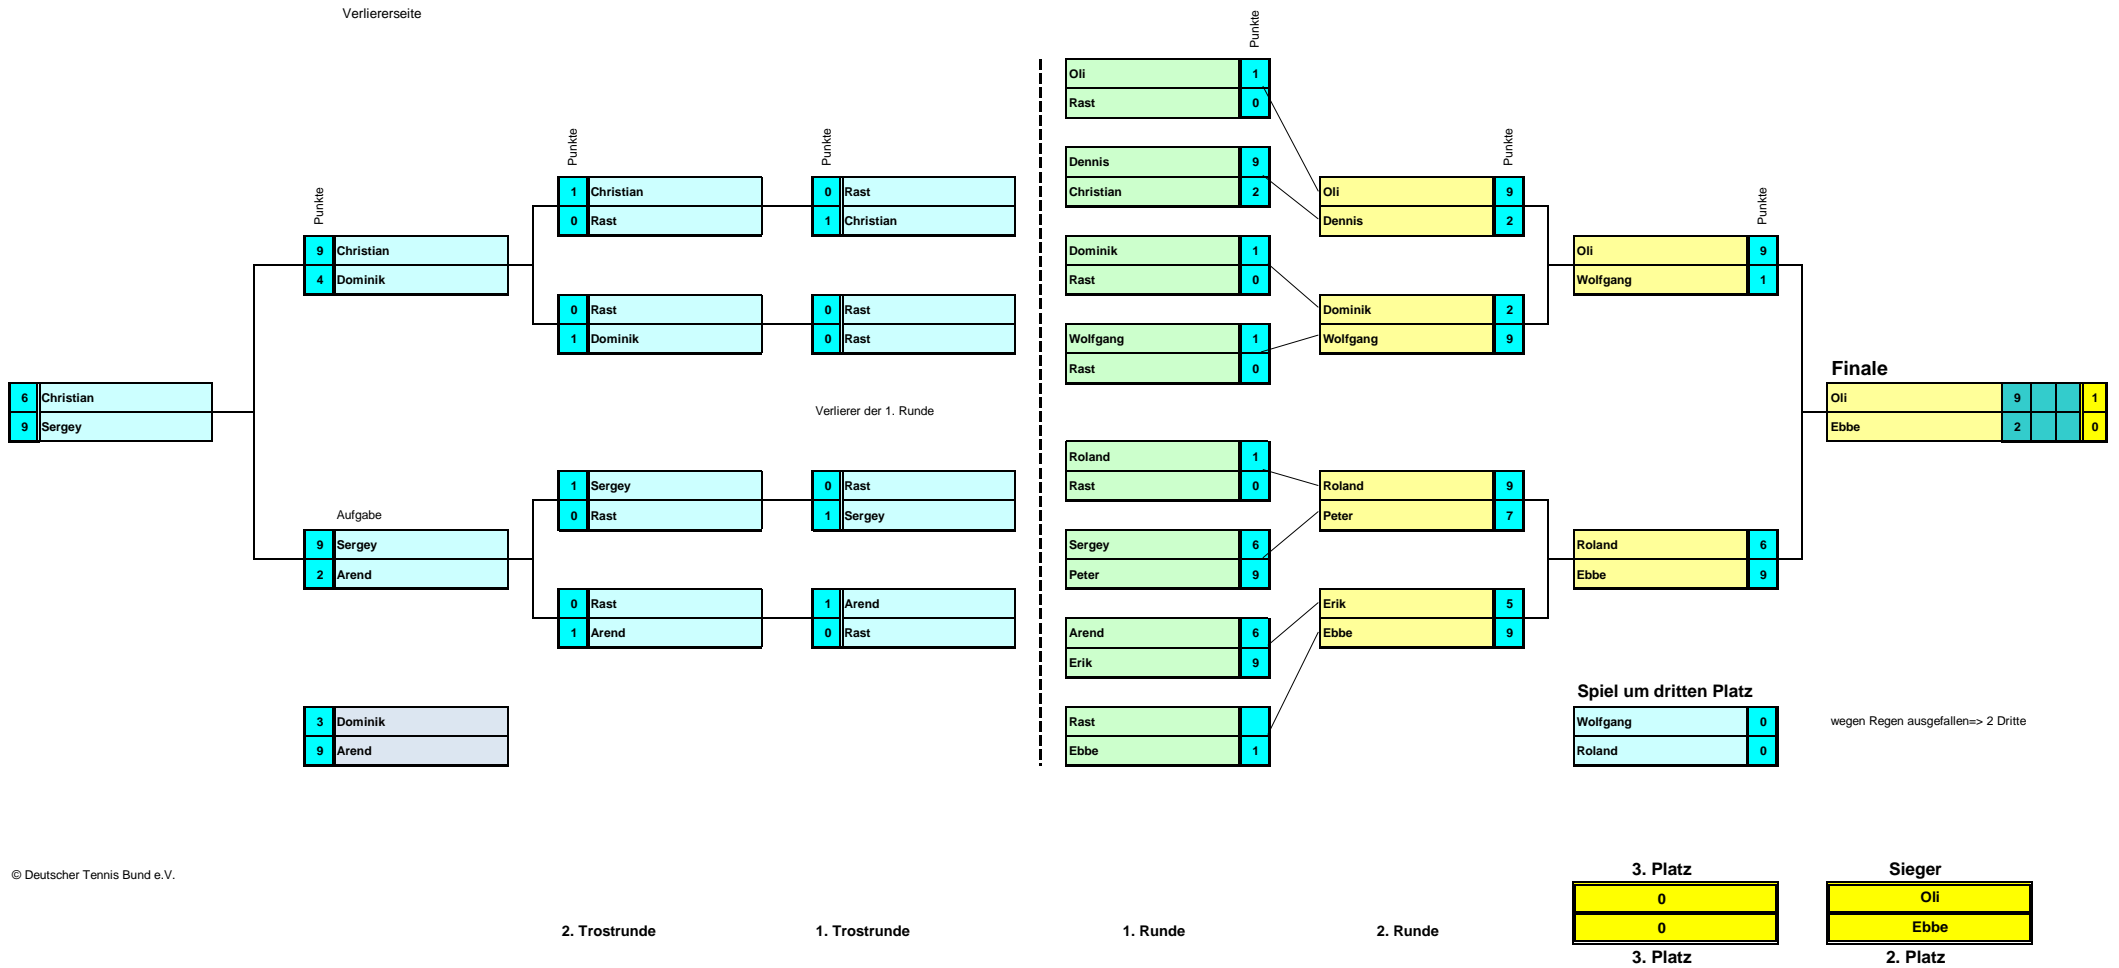 Verliererseite
Punkte
Oli 1
Rast 0
Punkte
Punkte
Punkte
Dennis 9
Christian 2
1 Christian
0 Rast
0 Rast
1 Christian
Oli 9
Dennis 2
Punkte
Punkte
9 Christian
4 Dominik
Dominik 1
Rast 0
Oli 9
Wolfgang 1
0 Rast
1 Dominik
0 Rast
0 Rast
Dominik 2
Wolfgang 9
Wolfgang 1
Rast 0
Finale
6 Christian
9 Sergey
Oli 9 1
Ebbe 2 0
Verlierer der 1. Runde
Roland 1
Rast 0
1 Sergey
0 Rast
0 Rast
1 Sergey
Roland 9
Peter 7
Aufgabe
9 Sergey
2 Arend
Sergey 6
Peter 9
Roland 6
Ebbe 9
0 Rast
1 Arend
1 Arend
0 Rast
Erik 5
Ebbe 9
Arend 6
Erik 9
Spiel um dritten Platz
3 Dominik
9 Arend
Rast
Ebbe 1
Wolfgang 0
Roland 0
wegen Regen ausgefallen=> 2 Dritte
© Deutscher Tennis Bund e.V.
3. Platz
Sieger
0
Oli
0
Ebbe
2. Trostrunde
1. Trostrunde
1. Runde
2. Runde
3. Platz
2. Platz